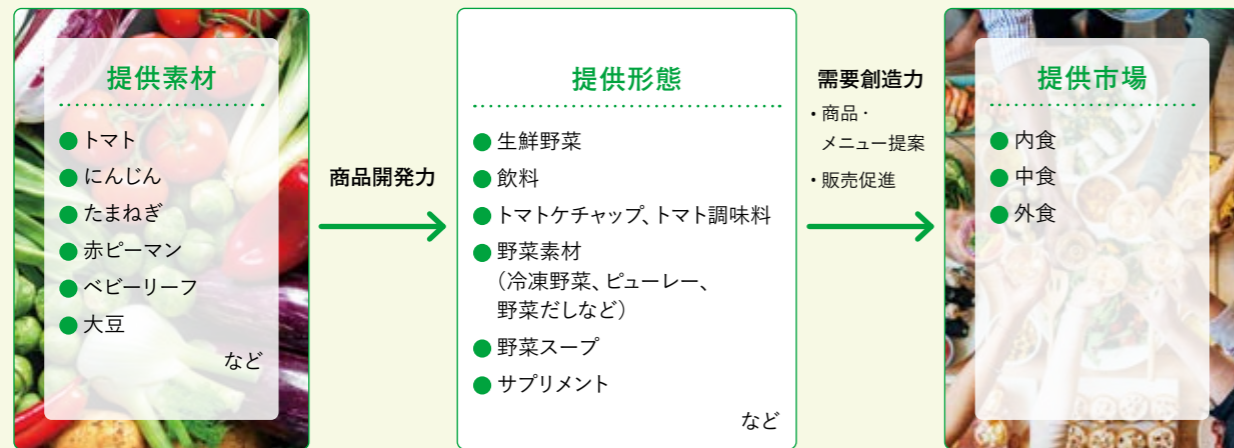 提供素材
トマト
にんじん
たまねぎ
赤ピーマン
ベビーリーフ
大豆
など
商品開発力
提供形態
生鮮野菜
飲料
トマトケチャップ、トマト調味料
野菜素材
（冷凍野菜、ピューレー、
野菜だしなど）
野菜スープ
サプリメント
など
需要創造力
・商品・
メニュー提案
・販売促進
提供市場
内食
中食
外食